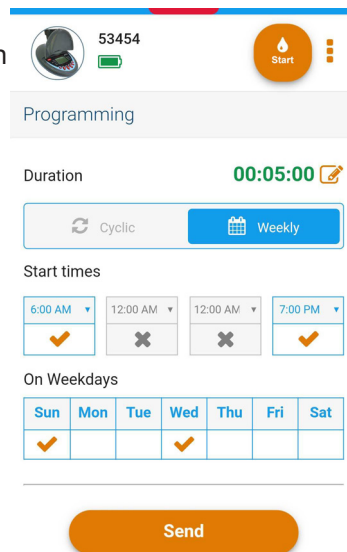 53454
n
Start
Programming
Duration 00:05:00
Cyclic Weekly
Start times
6:00 AM 12:00 AM 12:00 AM 7:00 PM
On Weekdays
Sun Mon Tue Wed Thu Fri Sat
Send